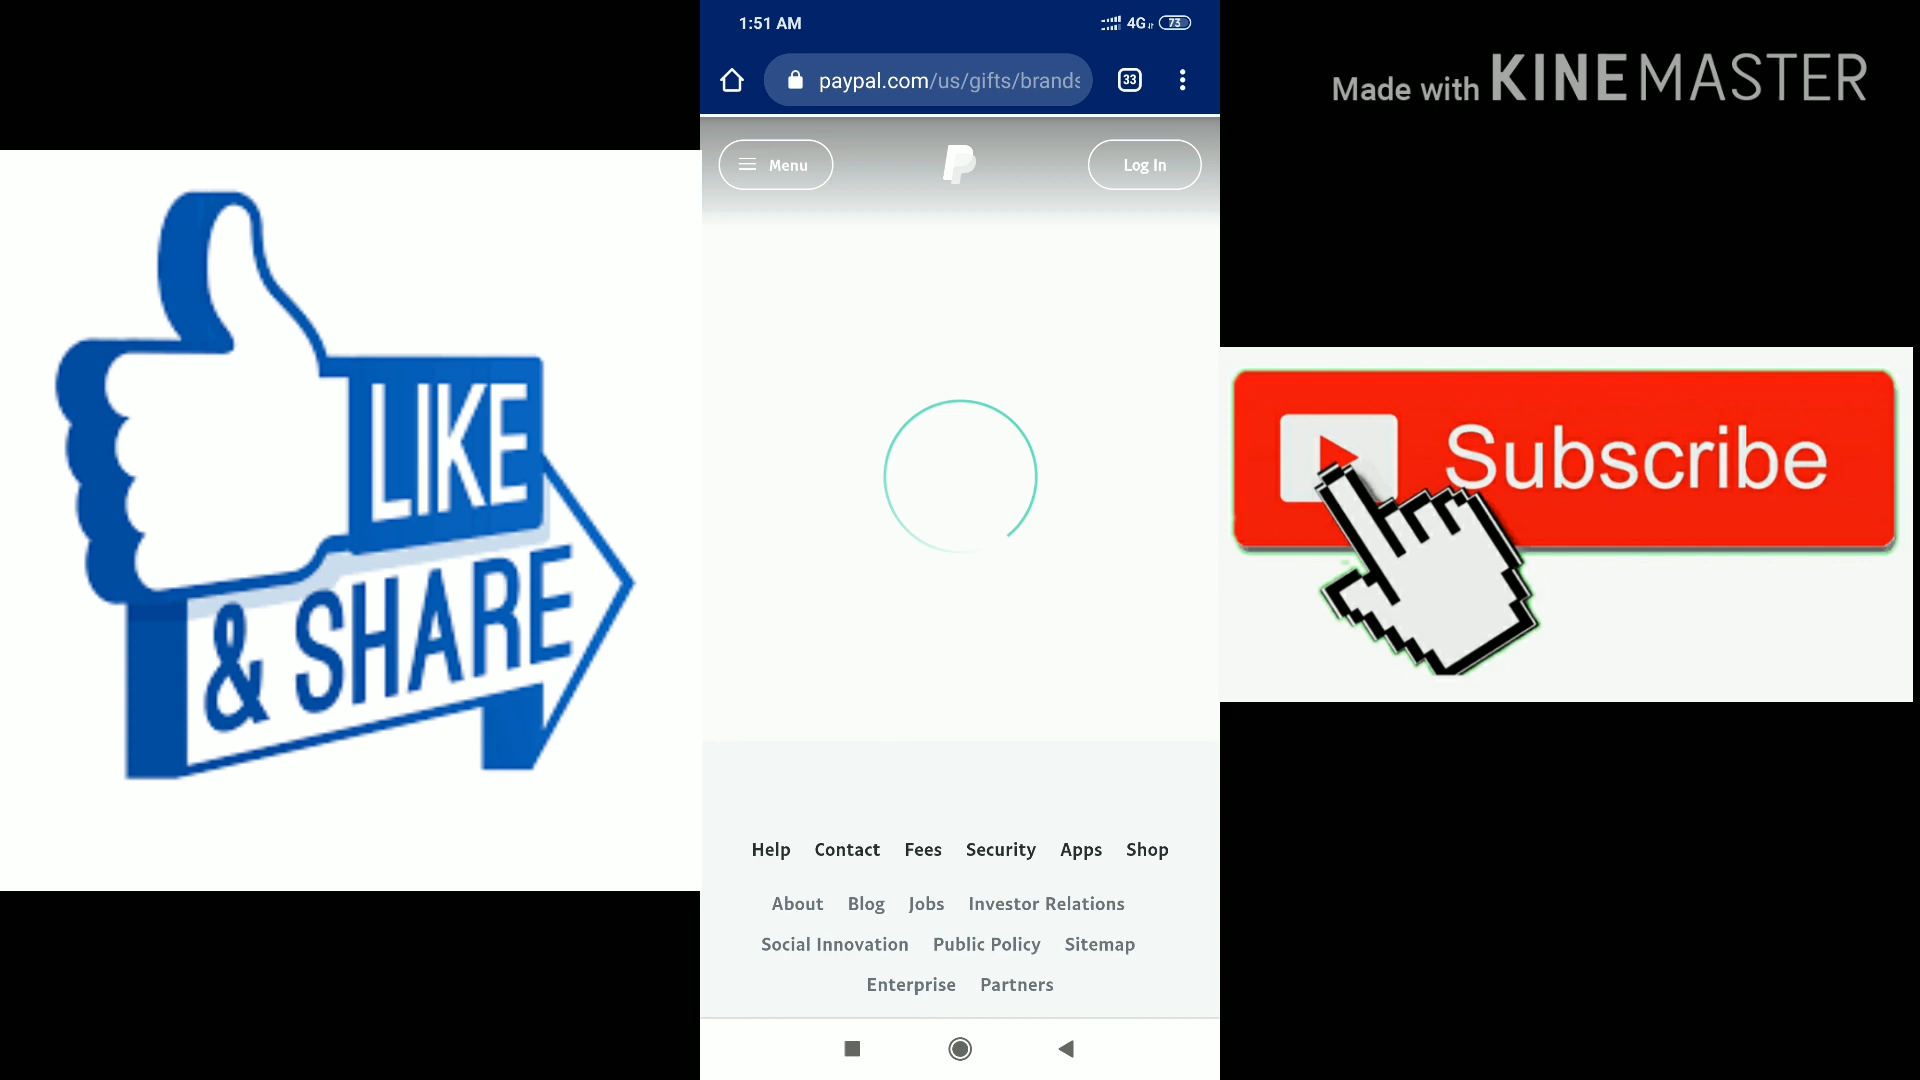 1:51 AM
4G
73
paypal.com/us/gifts/brands
33
Made with KINEMASTER
Menu
Log In
LIKE
& SHARE
Subscribe
Help Contact Fees Security Apps Shop
About Blog Jobs Investor Relations
Social Innovation Public Policy Sitemap
Enterprise Partners